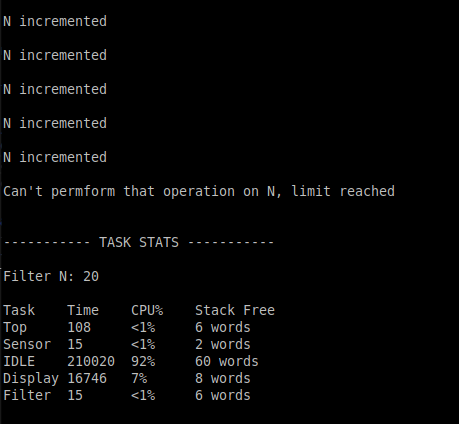 N incremented
N incremented
N incremented
N incremented
N incremented
Can't permform that operation on N, limit reached
----------- TASK STATS -----------
Filter N: 20
Task Time CPU% Stack Free
Top 108 <1% 6 words
Sensor 15 <1% 2 words
IDLE 210020 92% 60 words
Display 16746 7% 8 words
Filter 15 <1% 6 words